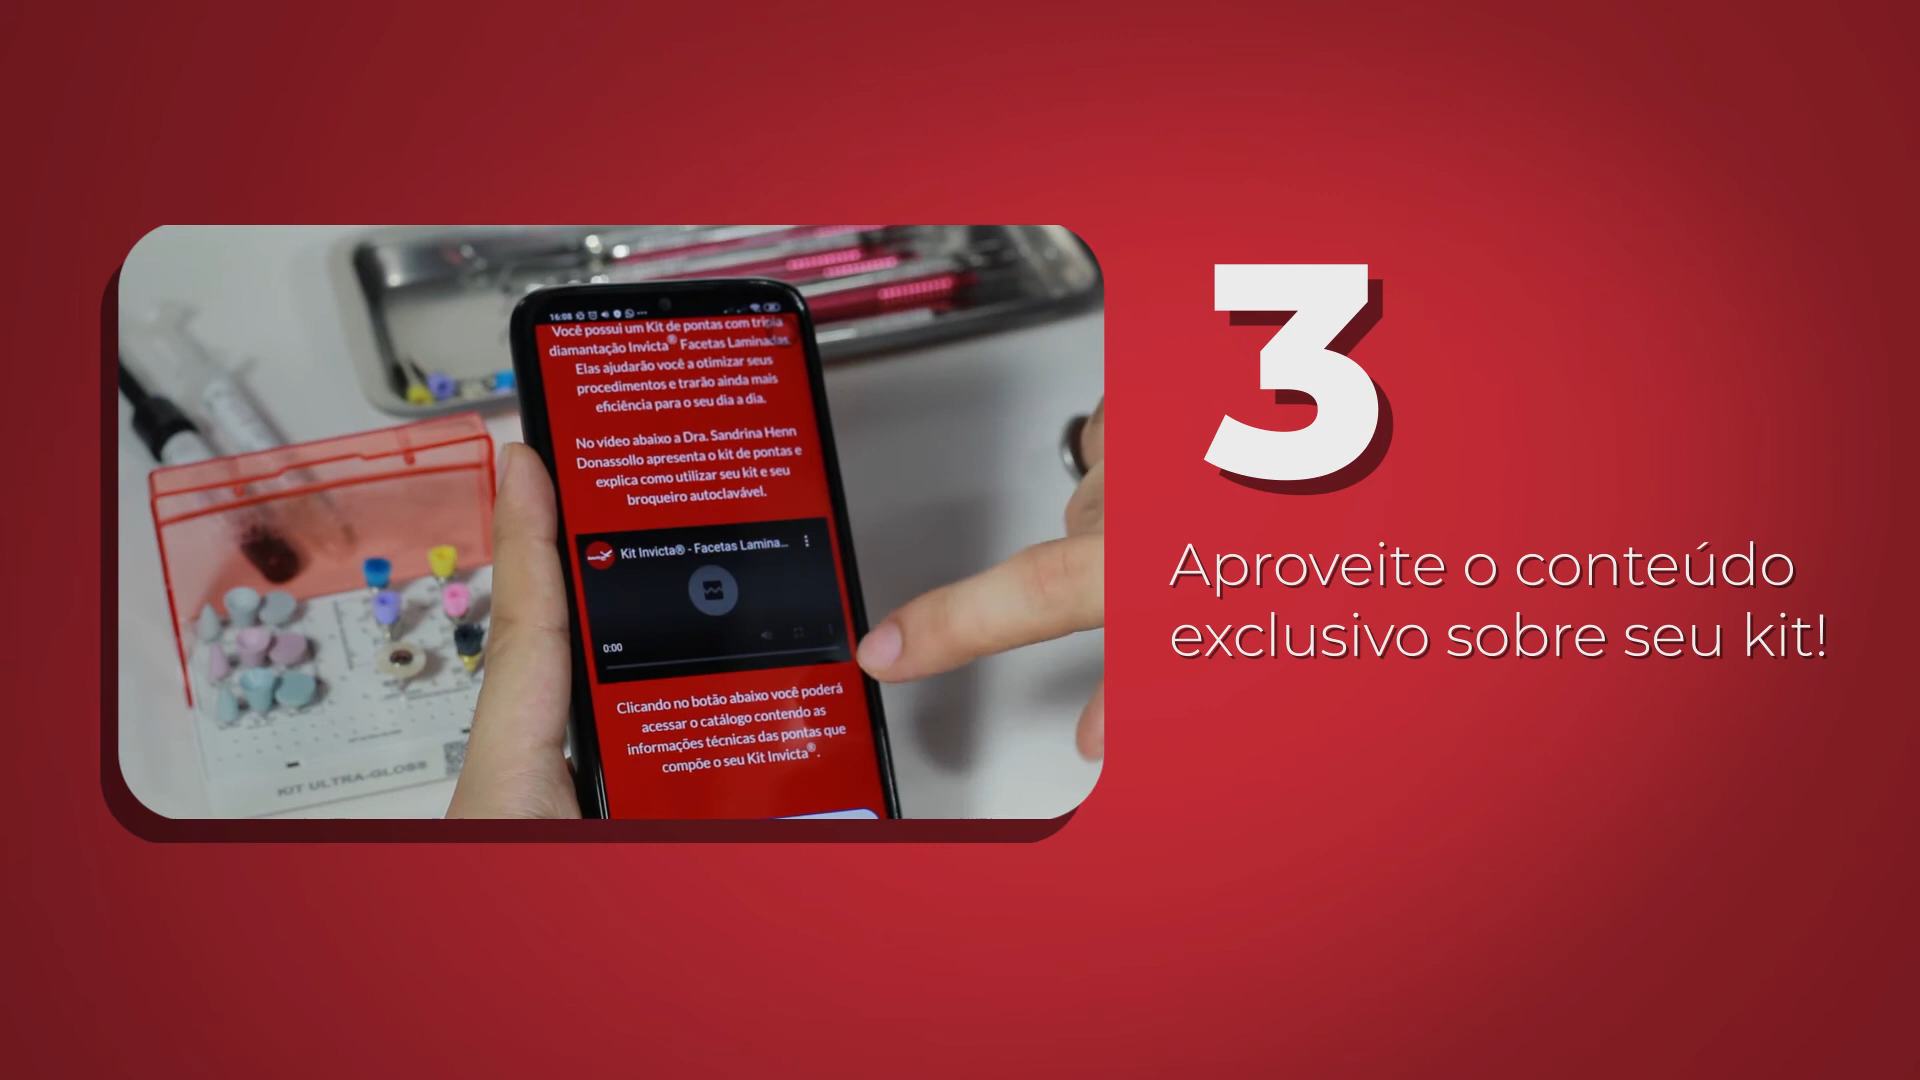 16:08
Você possui um Kit de pontas com tripla
diamantação Invicta® Facetas Laminadas.
Elas ajudarão você a otimizar seus
procedimentos e trarão ainda mais
eficiência para o seu dia a dia.
No vídeo abaixo a Dra. Sandrina Henn
Donassollo apresenta o kit de pontas e
explica como utilizar seu kit e seu
broqueiro autoclavável.
Kit Invicta® - Facetas Lamina...
0:00
Clicando no botão abaixo você poderá
acessar o catálogo contendo as
informações técnicas das pontas que
compõe o seu Kit Invicta®.
KIT ULTRA-GLOSS
3
Aproveite o conteúdo
exclusivo sobre seu kit!